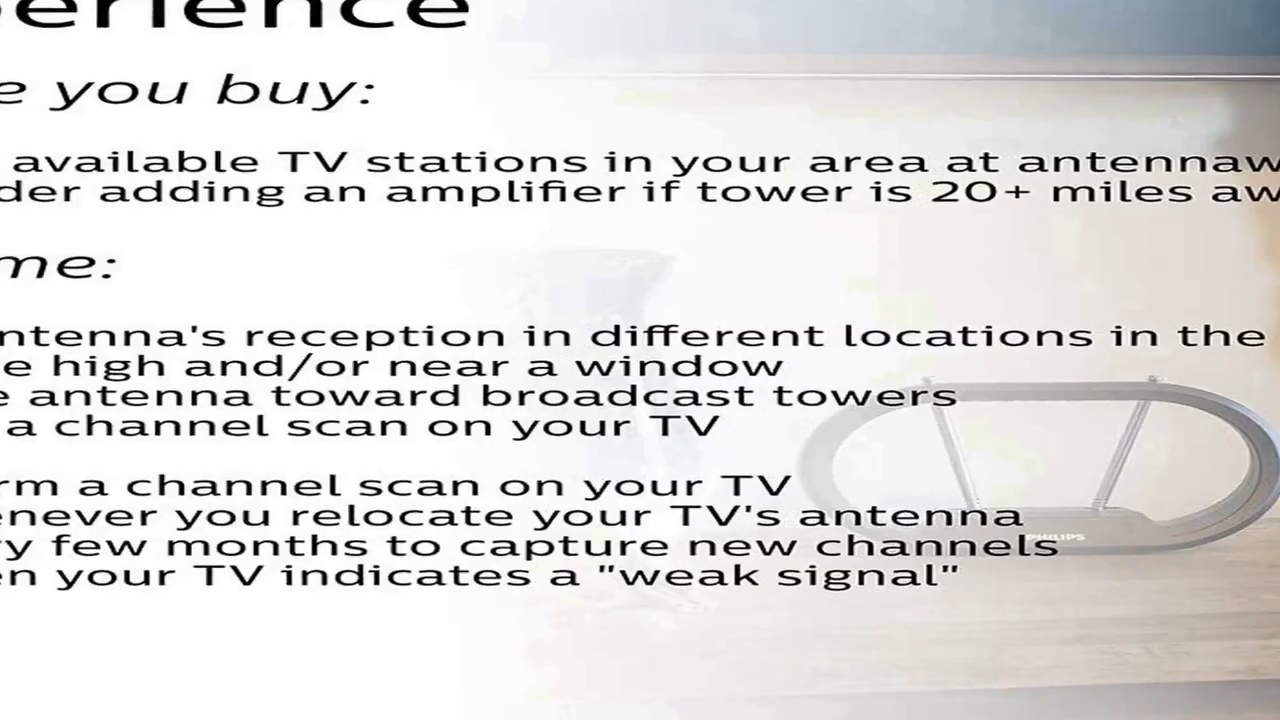 perience
e you buy:
available TV stations in your area at antennaw
der adding an amplifier if tower is 20+ miles aw
me:
ntenna's reception in different locations in the
e high and/or near a window
e antenna toward broadcast towers
a channel scan on your TV
rm a channel scan on your TV
enever you relocate your TV's antenna
ry few months to capture new channels
en your TV indicates a "weak signal"
PHILIPS